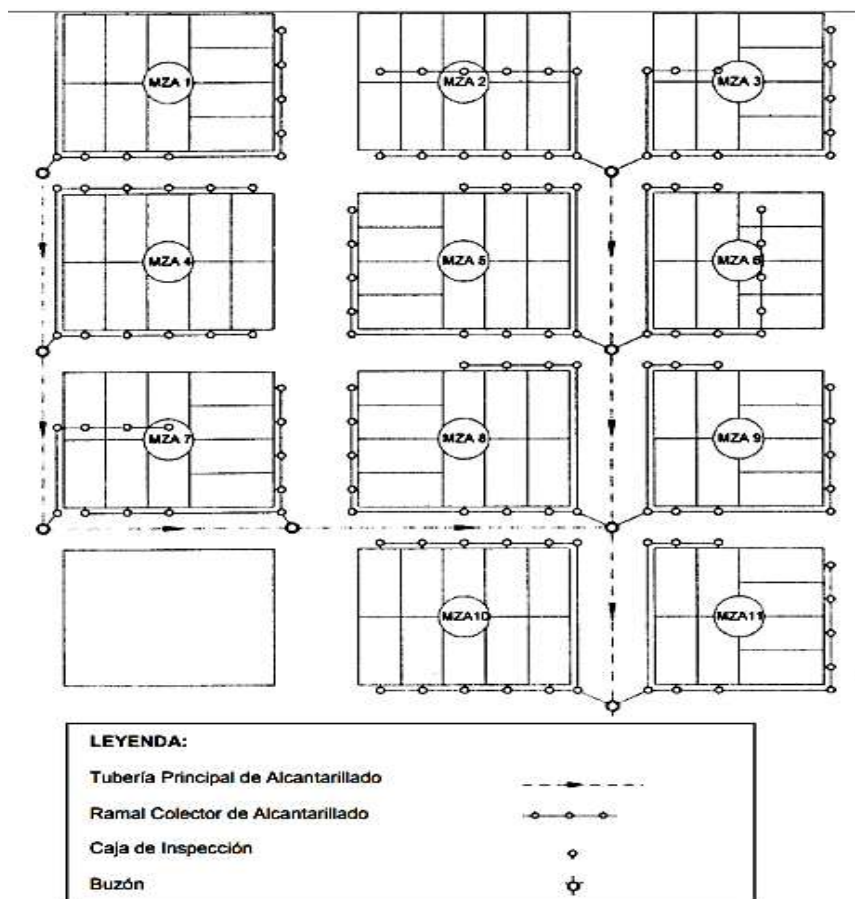 MZA 1
MZA 2
MZA 3
MZA 4
MZA 5
MZA 6
MZA 7
MZA 8
MZA 9
MZA10
MZA11
LEYENDA:
Tubería Principal de Alcantarillado
Ramal Colector de Alcantarillado
Caja de Inspección
Buzón